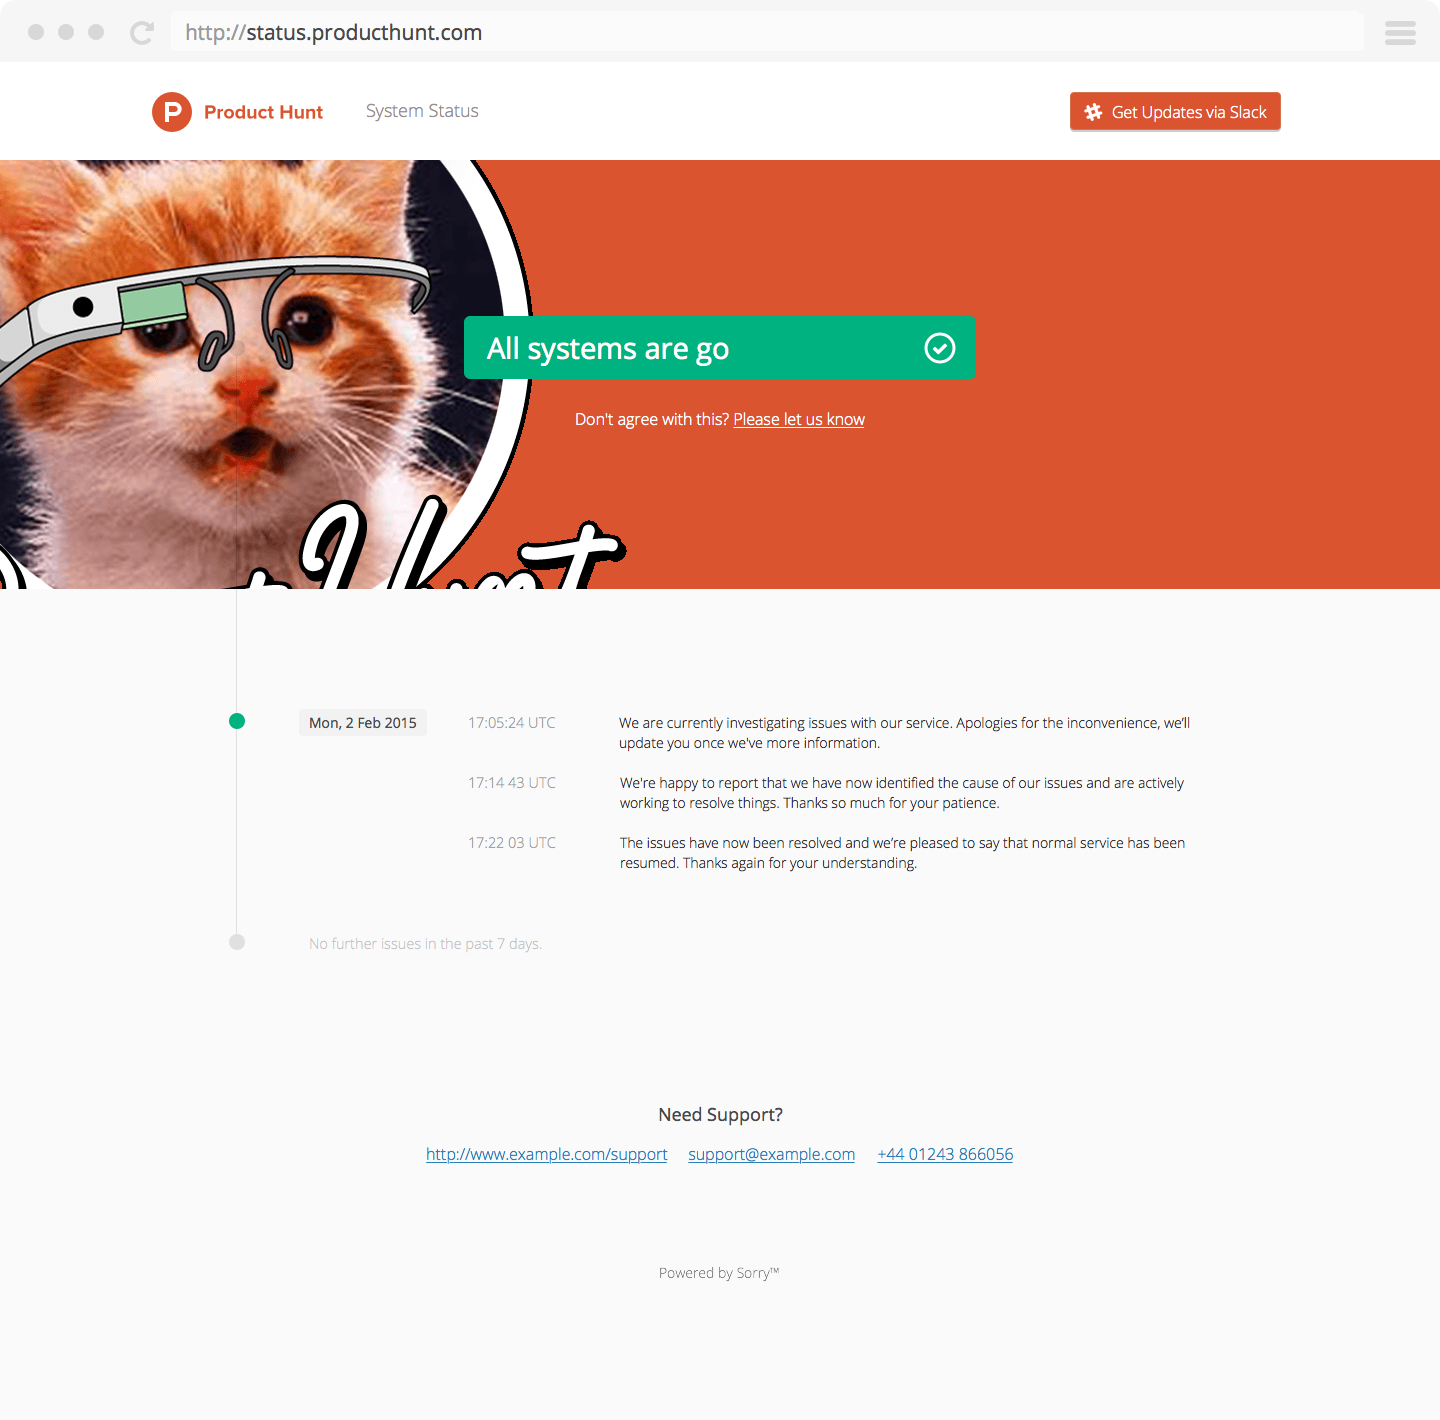 http://status.producthunt.com
P Product Hunt System Status
Get Updates via Slack
All systems are go
Don't agree with this? Please let us know
Hunt
Mon, 2 Feb 2015 17:05:24 UTC We are currently investigating issues with our service. Apologies for the inconvenience, we’ll
update you once we've more information.
17:14 43 UTC We're happy to report that we have now identified the cause of our issues and are actively
working to resolve things. Thanks so much for your patience.
17:22 03 UTC The issues have now been resolved and we’re pleased to say that normal service has been
resumed. Thanks again for your understanding.
No further issues in the past 7 days.
Need Support?
http://www.example.com/support support@example.com +44 01243 866056
Powered by Sorry™